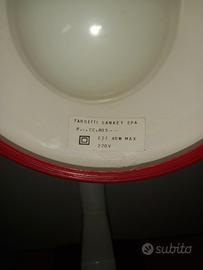 TARGETTI SANKEY SPA
E27 40W MAX
220V
subito